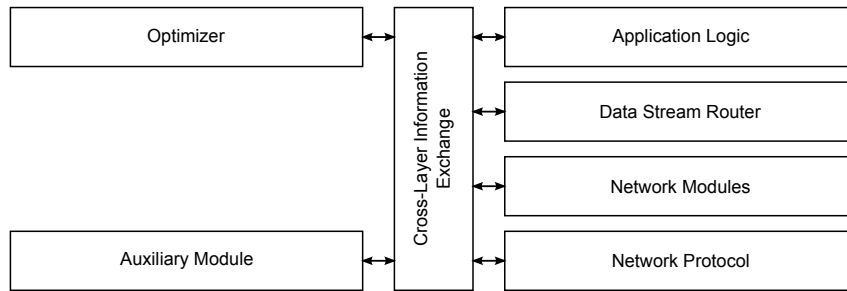 Optimizer
Auxiliary Module
Cross-Layer Information
Exchange
Application Logic
Data Stream Router
Network Modules
Network Protocol